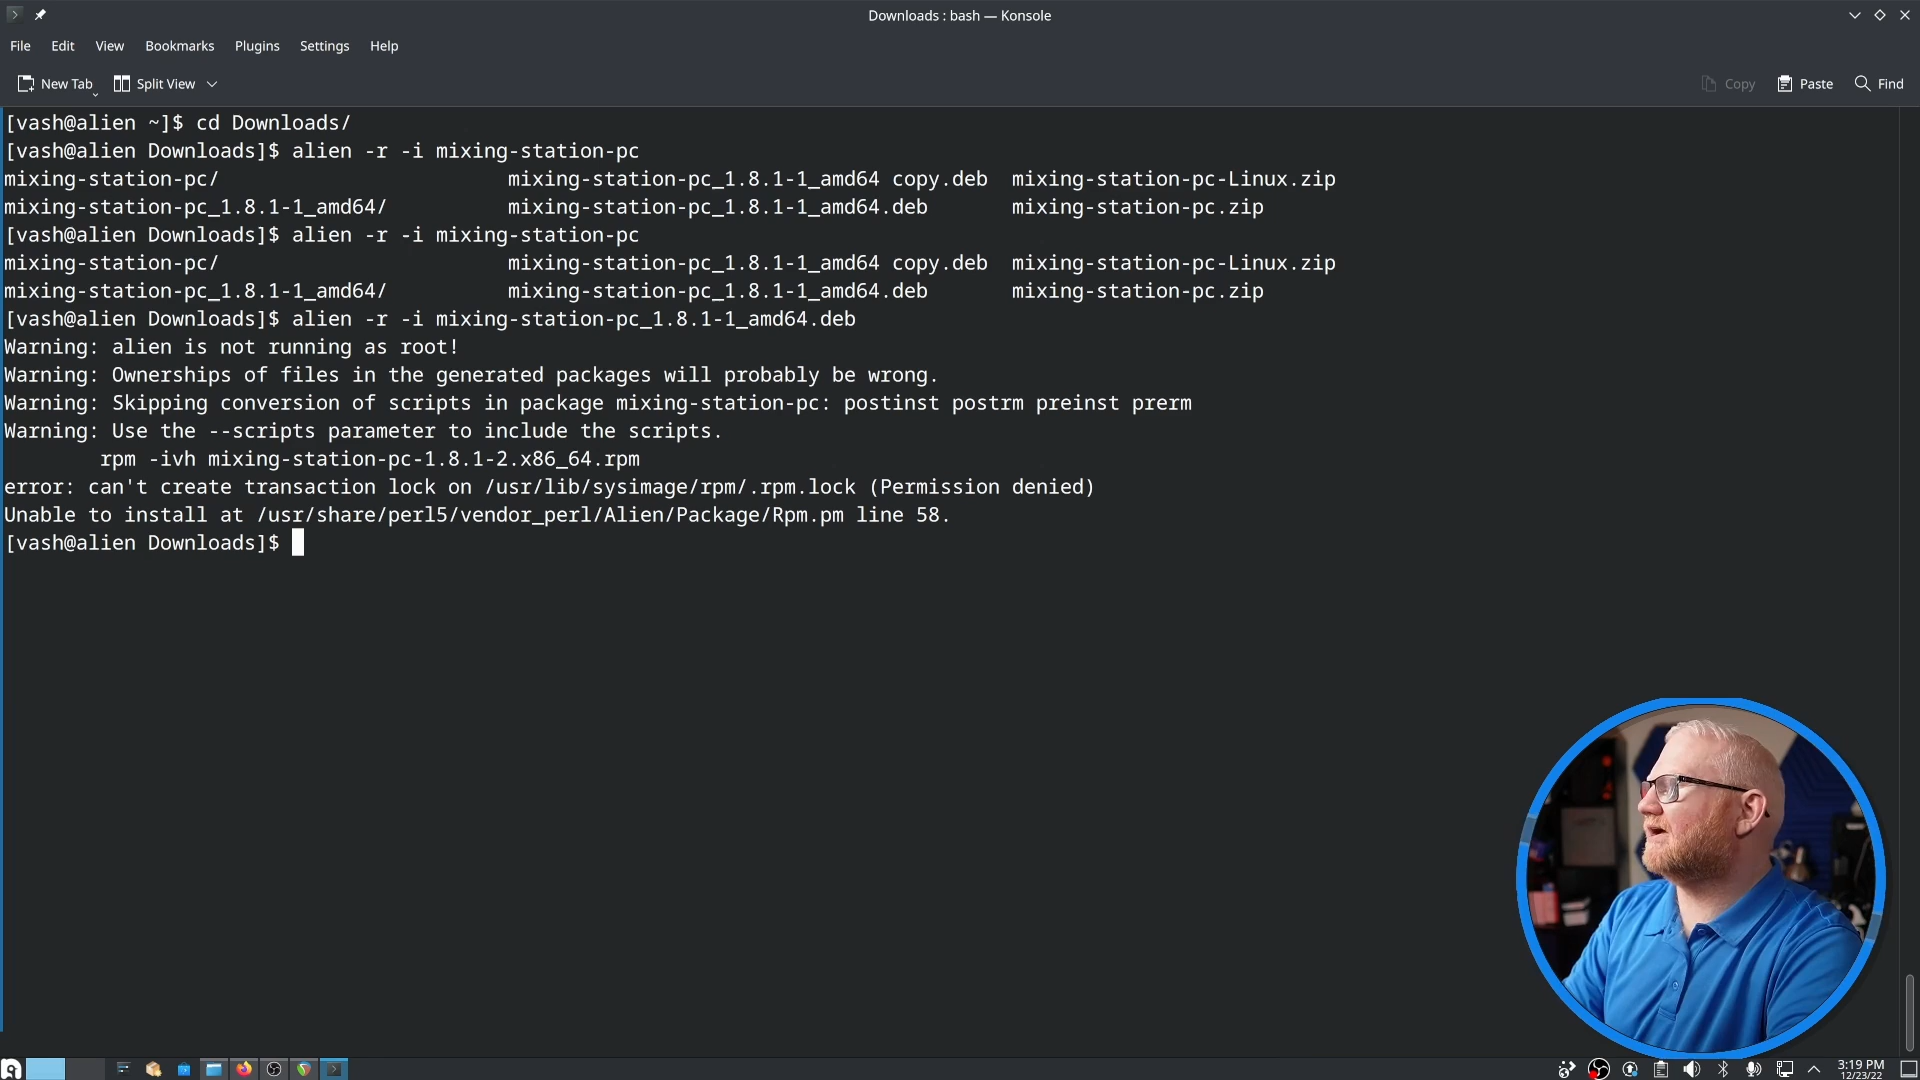 Downloads : bash — Konsole
File Edit View Bookmarks Plugins Settings Help
New Tab Split View Copy Paste Find
[vash@alien ~]$ cd Downloads/
[vash@alien Downloads]$ alien -r -i mixing-station-pc
mixing-station-pc/ mixing-station-pc_1.8.1-1_amd64 copy.deb mixing-station-pc-Linux.zip
mixing-station-pc_1.8.1-1_amd64/ mixing-station-pc_1.8.1-1_amd64.deb mixing-station-pc.zip
[vash@alien Downloads]$ alien -r -i mixing-station-pc
mixing-station-pc/ mixing-station-pc_1.8.1-1_amd64 copy.deb mixing-station-pc-Linux.zip
mixing-station-pc_1.8.1-1_amd64/ mixing-station-pc_1.8.1-1_amd64.deb mixing-station-pc.zip
[vash@alien Downloads]$ alien -r -i mixing-station-pc_1.8.1-1_amd64.deb
Warning: alien is not running as root!
Warning: Ownerships of files in the generated packages will probably be wrong.
Warning: Skipping conversion of scripts in package mixing-station-pc: postinst postrm preinst prerm
Warning: Use the --scripts parameter to include the scripts.
rpm -ivh mixing-station-pc-1.8.1-2.x86_64.rpm
error: can't create transaction lock on /usr/lib/sysimage/rpm/.rpm.lock (Permission denied)
Unable to install at /usr/share/perl5/vendor_perl/Alien/Package/Rpm.pm line 58.
[vash@alien Downloads]$
3:19 PM
12/23/22